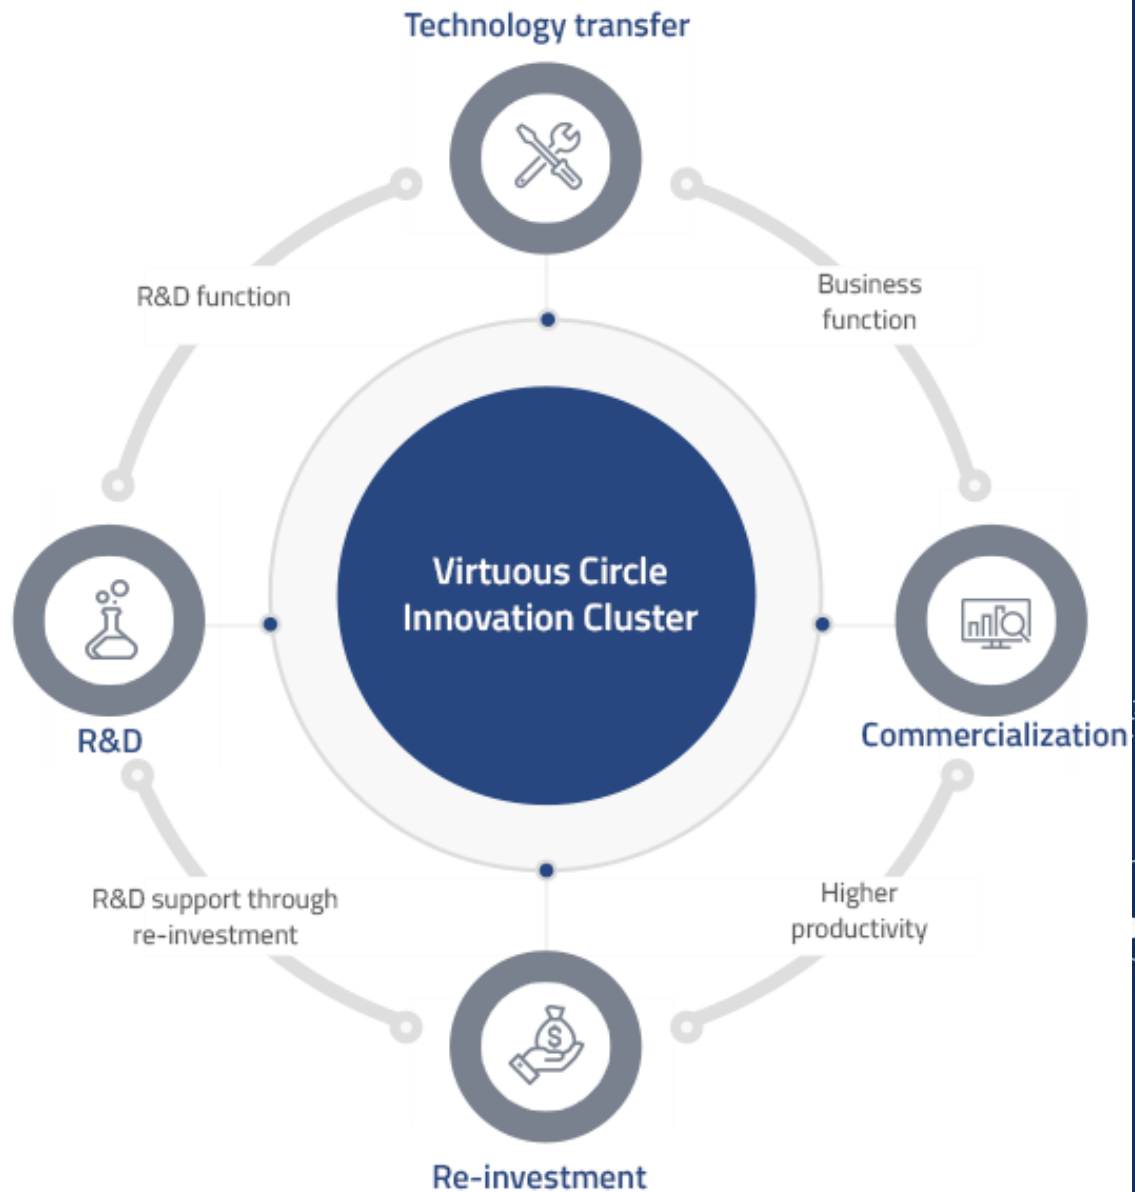 Technology transfer
R&D function
Business
function
Virtuous Circle
Innovation Cluster
R&D
Commercialization
R&D support through
re-investment
Higher
productivity
$
Re-investment